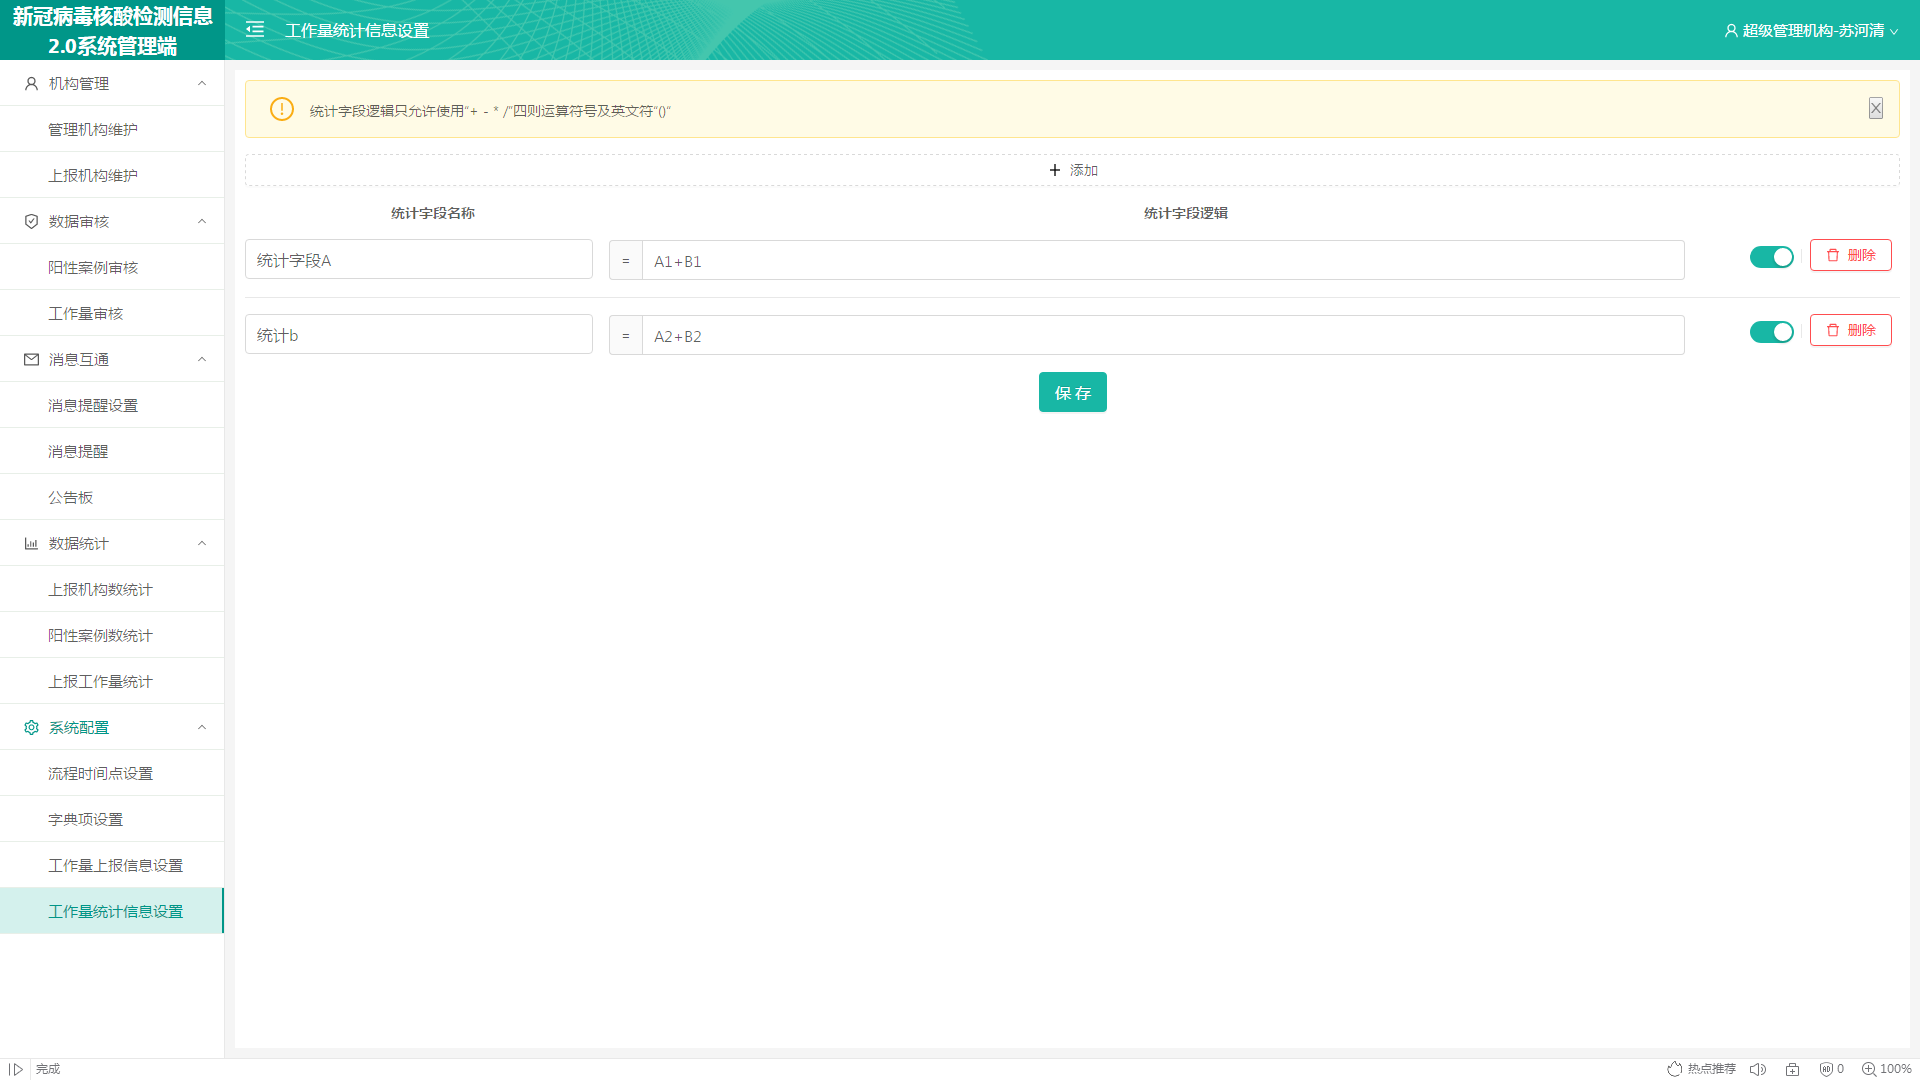 新冠病毒核酸检测信息
2.0系统管理端
工作量统计信息设置
超级管理机构-苏河清
机构管理
管理机构维护
上报机构维护
数据审核
阳性案例审核
工作量审核
消息互通
消息提醒设置
消息提醒
公告板
数据统计
上报机构数统计
阳性案例数统计
上报工作量统计
系统配置
流程时间点设置
字典项设置
工作量上报信息设置
工作量统计信息设置
统计字段逻辑只允许使用“+ - * /”四则运算符号及英文符“()”
X
+ 添加
统计字段名称 统计字段逻辑
统计字段A = A1+B1 删除
统计b = A2+B2 删除
保 存
完成 热点推荐 AD 0 100%